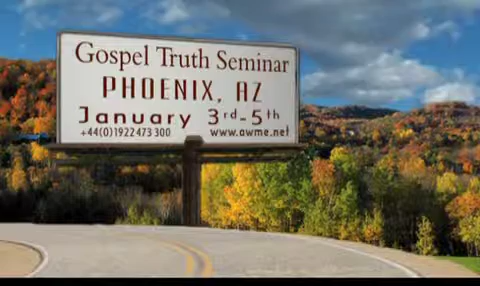 Gospel Truth Seminar
PHOENIX, AZ
January 3rd-5th
+44(0)1922 473 300 www.awme.net